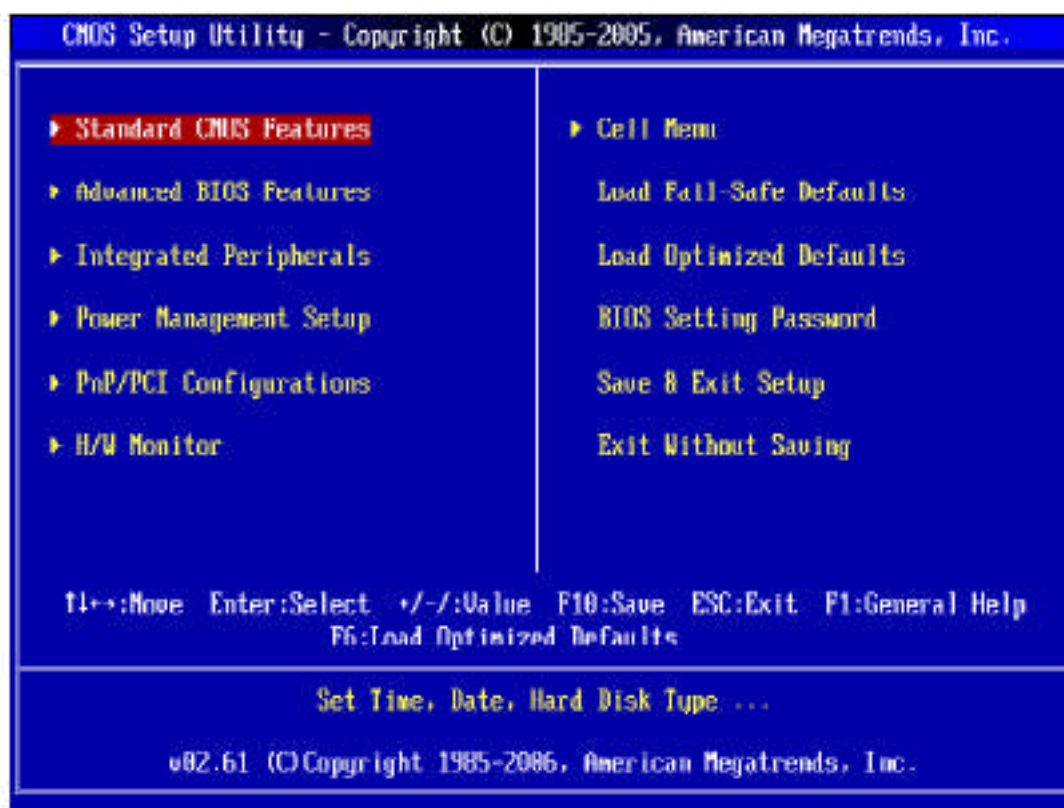 CMOS Setup Utility - Copyright (C) 1985-2005, American Megatrends, Inc.
Standard CMOS Features
Advanced BIOS Features
Integrated Peripherals
Power Management Setup
PnP/PCI Configurations
H/W Monitor
Cell Menu
Load Fail-Safe Defaults
Load Optimized Defaults
BIOS Setting Password
Save & Exit Setup
Exit Without Saving
↑↓←→:Move Enter:Select +/-/:Value F10:Save ESC:Exit F1:General Help
F6:Load Optimized Defaults
Set Time, Date, Hard Disk Type ...
v02.61 (C)Copyright 1985-2006, American Megatrends, Inc.